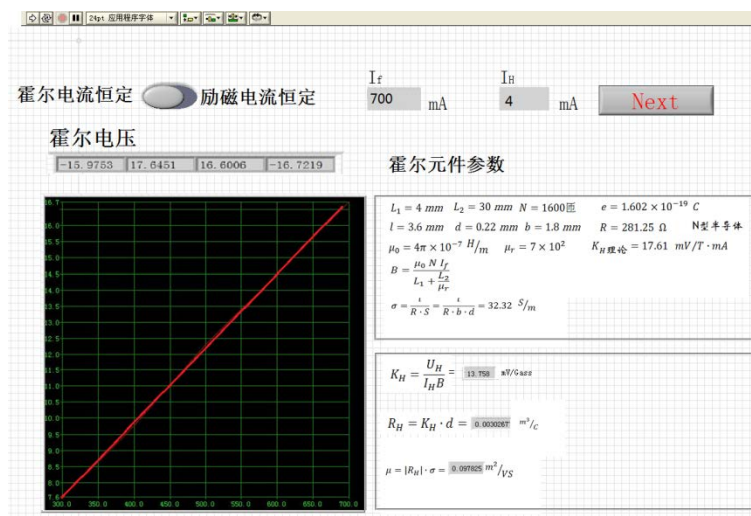 24pt 应用程序字体
霍尔电流恒定 励磁电流恒定
If 700 mA
IH 4 mA
Next
霍尔电压
-15.9753 17.6451 16.6006 -16.7219
16.7
15.5
15.0
14.5
14.0
13.5
13.0
12.5
12.0
11.5
11.0
10.5
10.0
9.5
9.0
8.5
8.0
7.6
300.0 350.0 400.0 450.0 500.0 550.0 600.0 650.0 700.0
霍尔元件参数
L₁ = 4 mm L₂ = 30 mm N = 1600匝 e = 1.602 × 10⁻¹⁹ C
l = 3.6 mm d = 0.22 mm b = 1.8 mm R = 281.25 Ω N型半导体
μ₀ = 4π × 10⁻⁷ H/m μᵣ = 7 × 10² KH理论 = 17.61 mV/T·mA
B = μ₀ N If / (L₁ + L₂/μᵣ)
σ = l/(R·S) = l/(R·b·d) = 32.32 S/m
KH = UH/(IH B) = 13.758 mV/Gass
RH = KH · d = 0.0030267 m³/C
μ = |RH| · σ = 0.097825 m²/VS